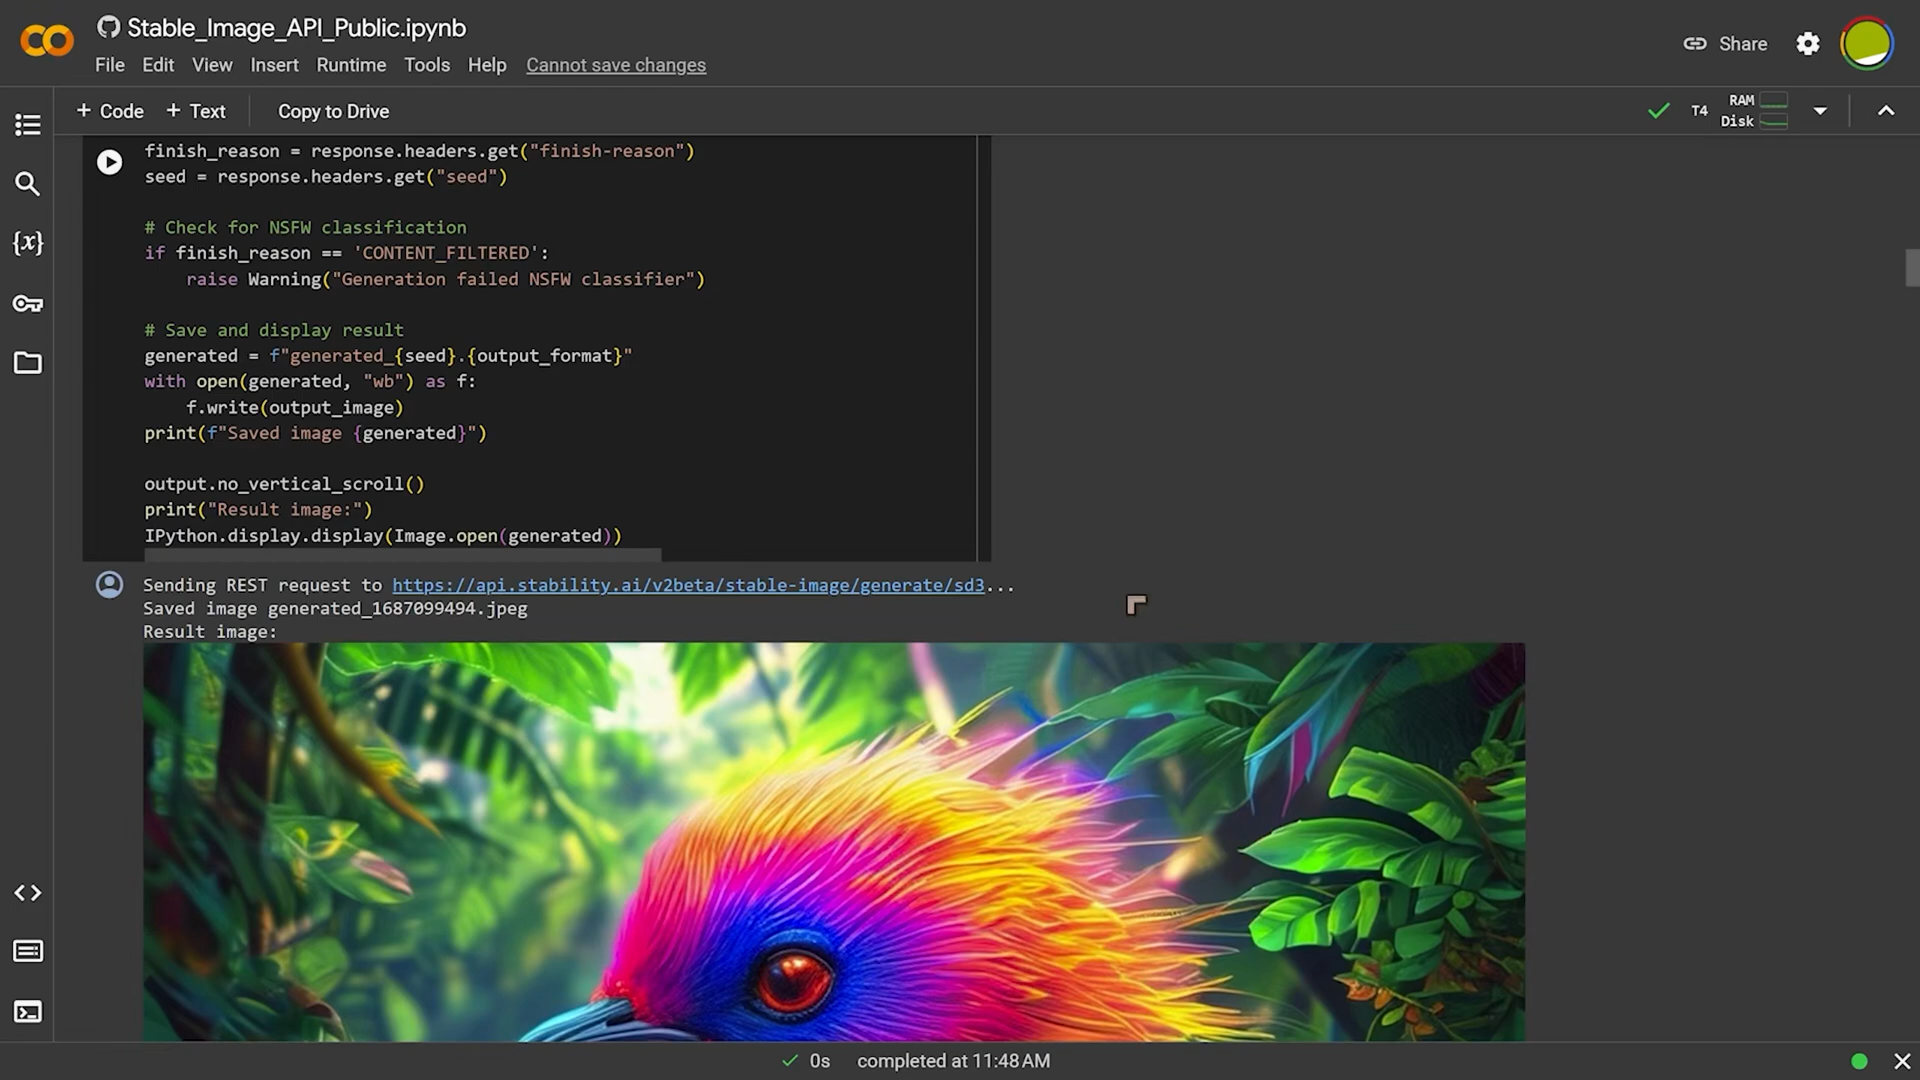 Stable_Image_API_Public.ipynb
File Edit View Insert Runtime Tools Help Cannot save changes
Share
+ Code + Text Copy to Drive
T4
RAM
Disk
{x}
finish_reason = response.headers.get("finish-reason")
seed = response.headers.get("seed")
# Check for NSFW classification
if finish_reason == 'CONTENT_FILTERED':
    raise Warning("Generation failed NSFW classifier")
# Save and display result
generated = f"generated_{seed}.{output_format}"
with open(generated, "wb") as f:
    f.write(output_image)
print(f"Saved image {generated}")
output.no_vertical_scroll()
print("Result image:")
IPython.display.display(Image.open(generated))
Sending REST request to https://api.stability.ai/v2beta/stable-image/generate/sd3...
Saved image generated_1687099494.jpeg
Result image:
0s completed at 11:48 AM